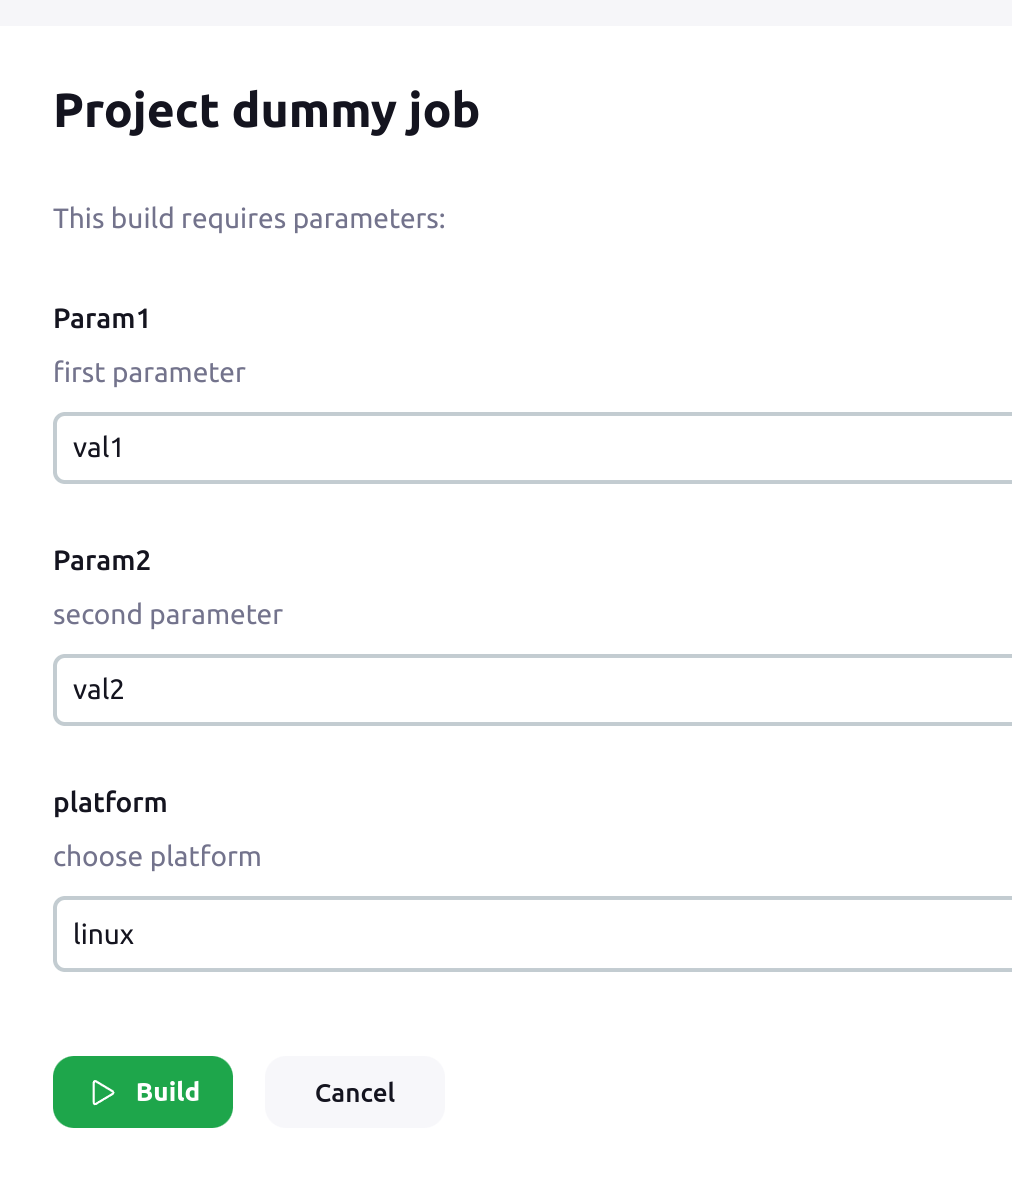 Project dummy job
This build requires parameters:
Param1
first parameter
val1
Param2
second parameter
val2
platform
choose platform
linux
Build
Cancel